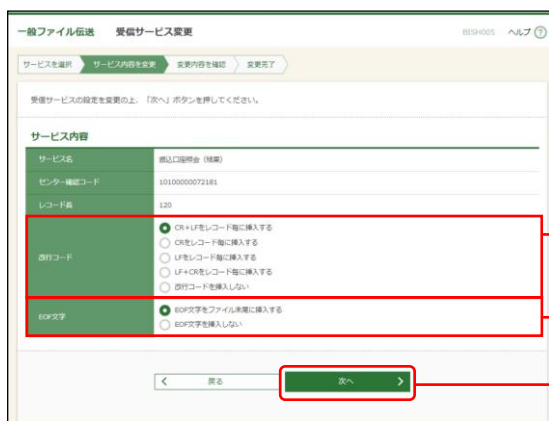 一般ファイル伝送 受信サービス変更 BISH005 ヘルプ ?
サービスを選択 サービス内容を変更 変更内容を確認 変更完了
受信サービスの設定を変更の上、「次へ」ボタンを押してください。
サービス内容
サービス名 振込口座照会（結果）
センター確認コード 10100000072181
レコード長 120
改行コード
CR+LFをレコード毎に挿入する
CRをレコード毎に挿入する
LFをレコード毎に挿入する
LF+CRをレコード毎に挿入する
改行コードを挿入しない
EOF文字
EOF文字をファイル末尾に挿入する
EOF文字を挿入しない
戻る 次へ